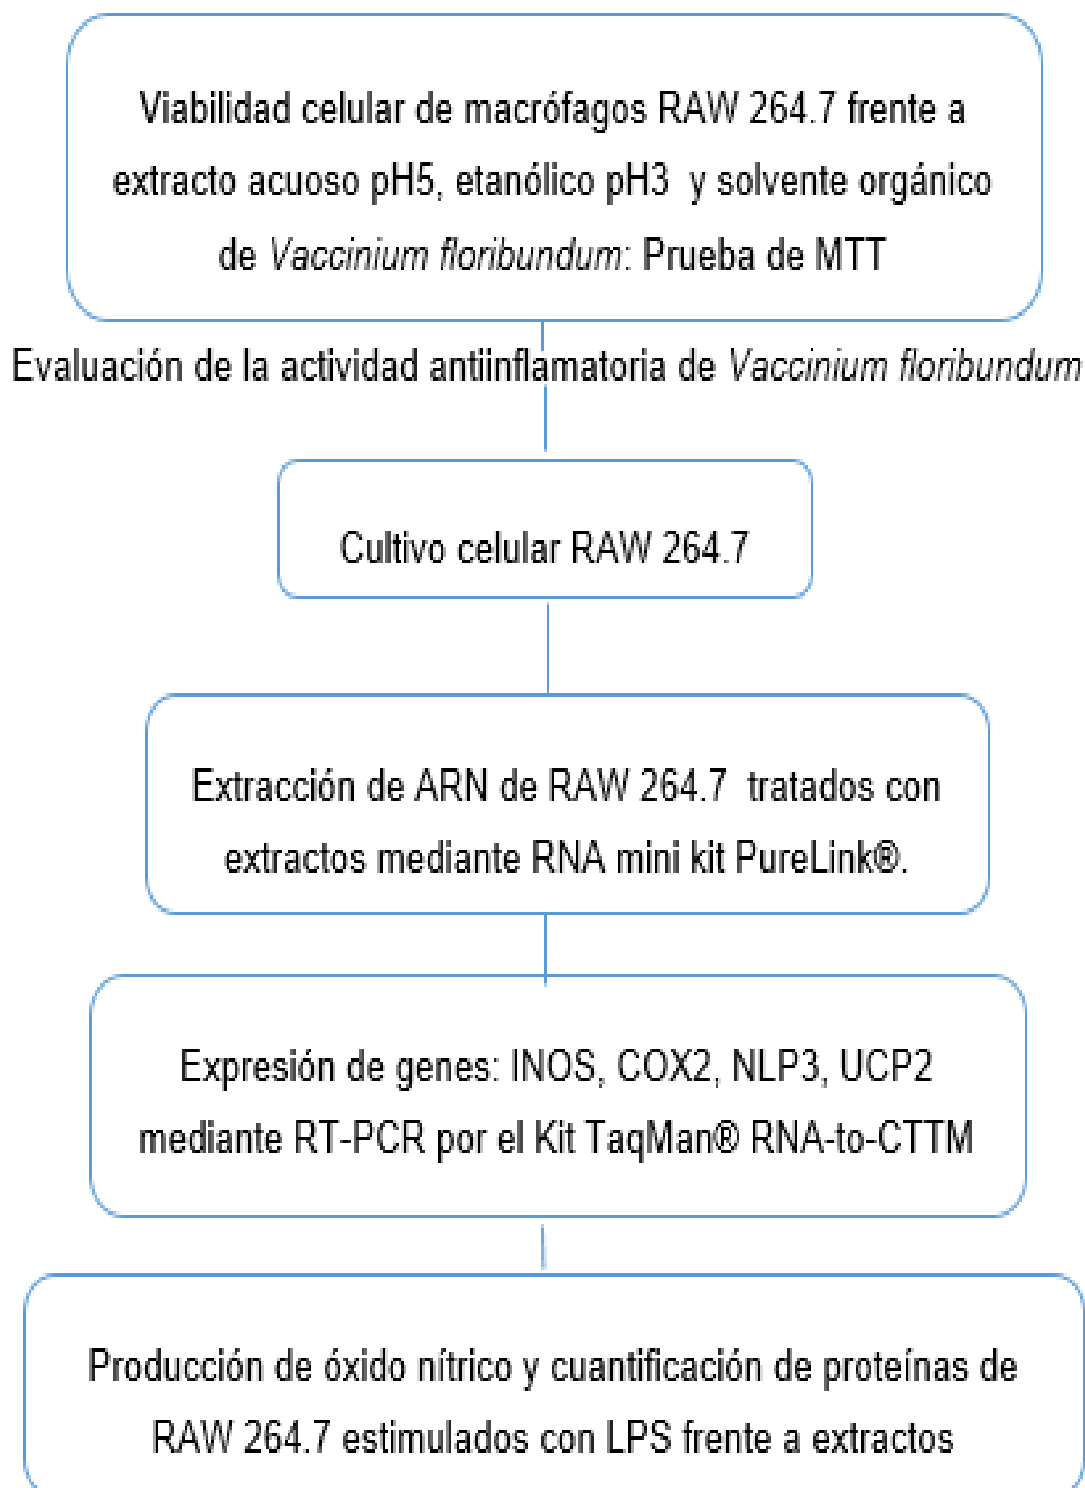 Viabilidad celular de macrófagos RAW 264.7 frente a
extracto acuoso pH5, etanólico pH3 y solvente orgánico
de Vaccinium floribundum: Prueba de MTT
Evaluación de la actividad antiinflamatoria de Vaccinium floribundum
Cultivo celular RAW 264.7
Extracción de ARN de RAW 264.7 tratados con
extractos mediante RNA mini kit PureLink®.
Expresión de genes: INOS, COX2, NLP3, UCP2
mediante RT-PCR por el Kit TaqMan® RNA-to-CTTM
Producción de óxido nítrico y cuantificación de proteínas de
RAW 264.7 estimulados con LPS frente a extractos